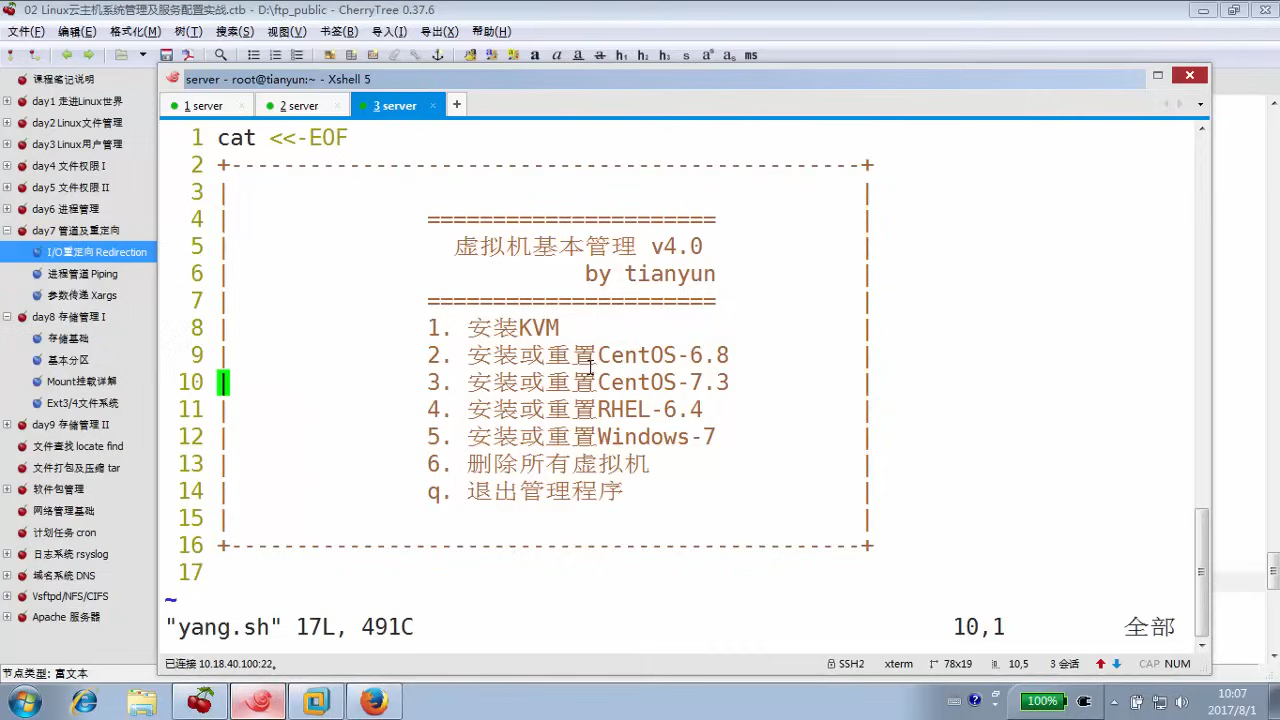 02 Linux云主机系统管理及服务配置实战.ctb - D:\ftp_public - CherryTree 0.37.6
文件(F) 编辑(E) 格式化(M) 树(T) 搜索(S) 视图(V) 书签(B) 导入(I) 导出(X) 帮助(H)
h1 h2 h3 s a a ms
课程笔记说明
day1 走进Linux世界
day2 Linux文件管理
day3 Linux用户管理
day4 文件权限 I
day5 文件权限 II
day6 进程管理
day7 管道及重定向
I/O重定向 Redirection
进程管道 Piping
参数传递 Xargs
day8 存储管理 I
存储基础
基本分区
Mount挂载详解
Ext3/4文件系统
day9 存储管理 II
文件查找 locate find
文件打包及压缩 tar
软件包管理
网络管理基础
计划任务 cron
日志系统 rsyslog
域名系统 DNS
Vsftpd/NFS/CIFS
Apache 服务器
节点类型: 富文本
server - root@tianyun:~ - Xshell 5
1 server × 2 server × 3 server × +
1 cat <<-EOF
2 +------------------------------------------------+
3 | |
4 | ====================== |
5 | 虚拟机基本管理 v4.0 |
6 | by tianyun |
7 | ====================== |
8 | 1. 安装KVM |
9 | 2. 安装或重置CentOS-6.8 |
10 | 3. 安装或重置CentOS-7.3 |
11 | 4. 安装或重置RHEL-6.4 |
12 | 5. 安装或重置Windows-7 |
13 | 6. 删除所有虚拟机 |
14 | q. 退出管理程序 |
15 | |
16 +------------------------------------------------+
17
~
"yang.sh" 17L, 491C 10,1 全部
已连接 10.18.40.100:22。 SSH2 xterm 78x19 10,5 3 会话 CAP NUM
100% 10:07
2017/8/1